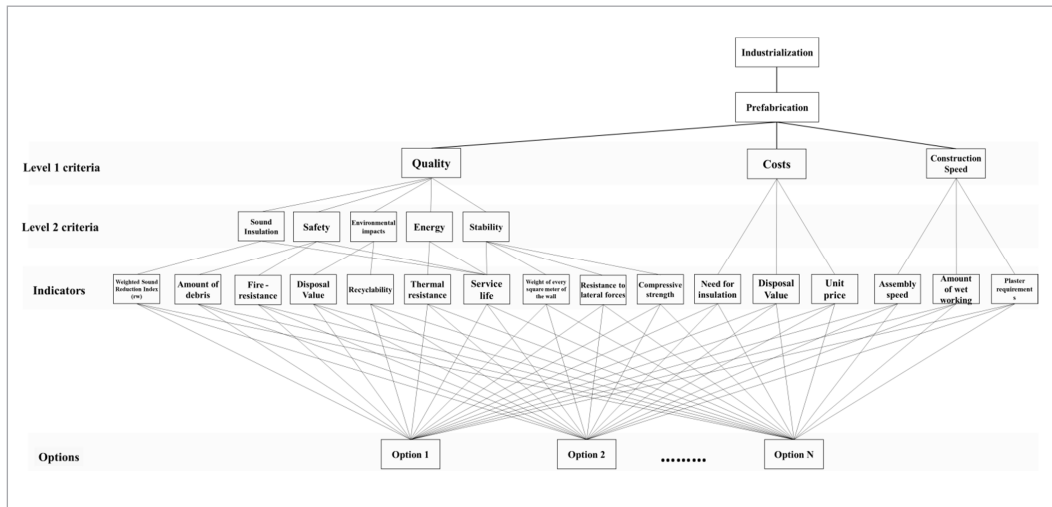 Industrialization
Prefabrication
Level 1 criteria
Quality
Costs
Construction
Speed
Level 2 criteria
Sound
Insulation
Safety
Environmental
impacts
Energy
Stability
Indicators
Weighted Sound
Reduction Index
(rw)
Amount of
debris
Fire-
resistance
Disposal
Value
Recyclability
Thermal
resistance
Service
life
Weight of every
square meter of
the wall
Resistance to
lateral forces
Compressive
strength
Need for
insulation
Disposal
Value
Unit
price
Assembly
speed
Amount
of wet
working
Plaster
requirement
s
Options
Option 1
Option 2
.........
Option N